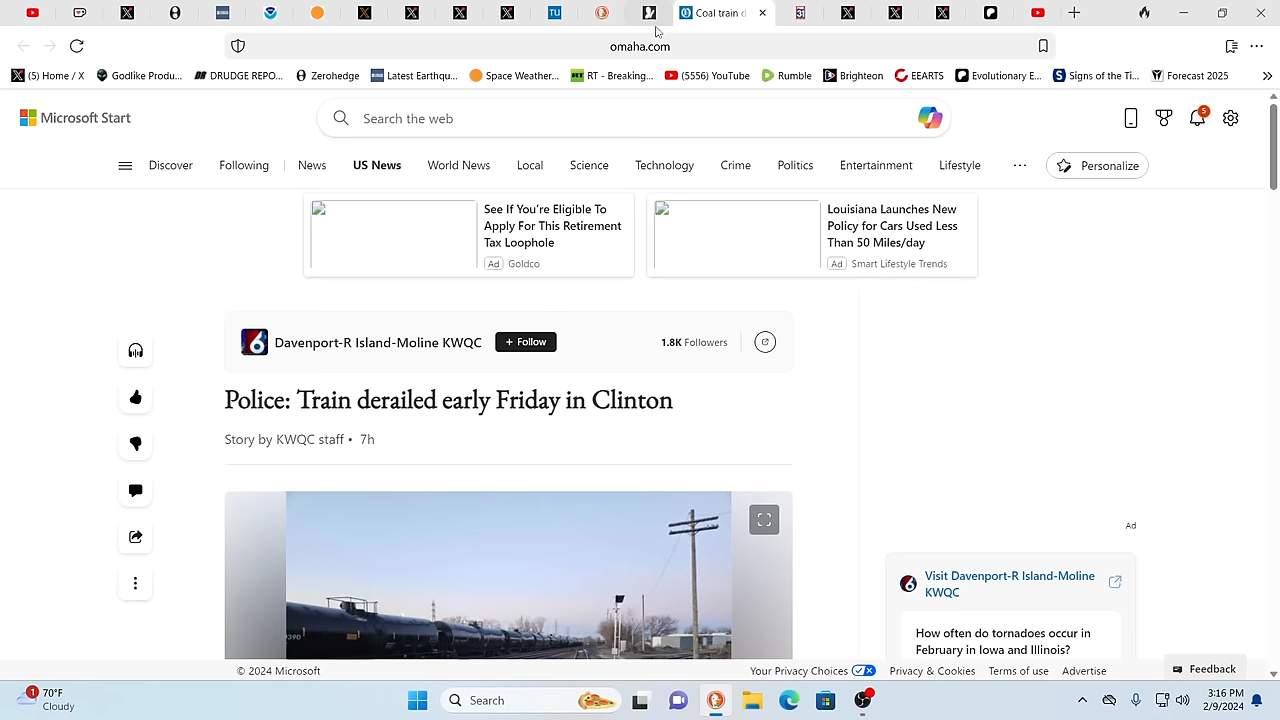 TU
Coal train d
omaha.com
(5) Home / X
Godlike Produ...
DRUDGE REPO...
Zerohedge
Latest Earthqu...
Space Weather...
RT - Breaking...
(5556) YouTube
Rumble
Brighteon
EEARTS
Evolutionary E...
Signs of the Ti...
Forecast 2025
Microsoft Start
Search the web
5
Discover
Following
News
US News
World News
Local
Science
Technology
Crime
Politics
Entertainment
Lifestyle
Personalize
See If You're Eligible To
Apply For This Retirement
Tax Loophole
Ad Goldco
Louisiana Launches New
Policy for Cars Used Less
Than 50 Miles/day
Ad Smart Lifestyle Trends
6
Davenport-R Island-Moline KWQC
+ Follow
1.8K Followers
Police: Train derailed early Friday in Clinton
Story by KWQC staff • 7h
Ad
Visit Davenport-R Island-Moline
KWQC
How often do tornadoes occur in
February in Iowa and Illinois?
© 2024 Microsoft
Your Privacy Choices
Privacy & Cookies
Terms of use
Advertise
Feedback
1
70°F
Cloudy
Search
3:16 PM
2/9/2024